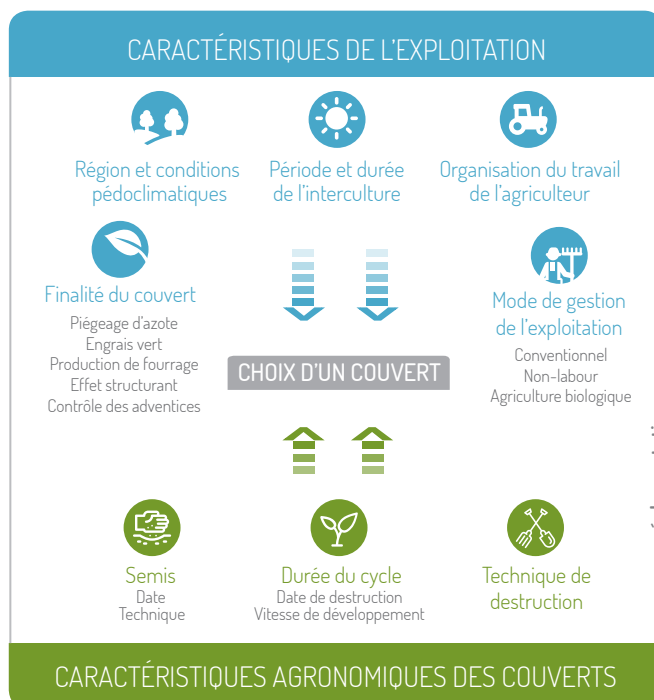 CARACTÉRISTIQUES DE L'EXPLOITATION
Région et conditions
pédoclimatiques
Période et durée
de l'interculture
Organisation du travail
de l'agriculteur
Finalité du couvert
Piégeage d'azote
Engrais vert
Production de fourrage
Effet structurant
Contrôle des adventices
Mode de gestion
de l'exploitation
Conventionnel
Non-labour
Agriculture biologique
CHOIX D'UN COUVERT
Semis
Date
Technique
Durée du cycle
Date de destruction
Vitesse de développement
Technique de
destruction
CARACTÉRISTIQUES AGRONOMIQUES DES COUVERTS